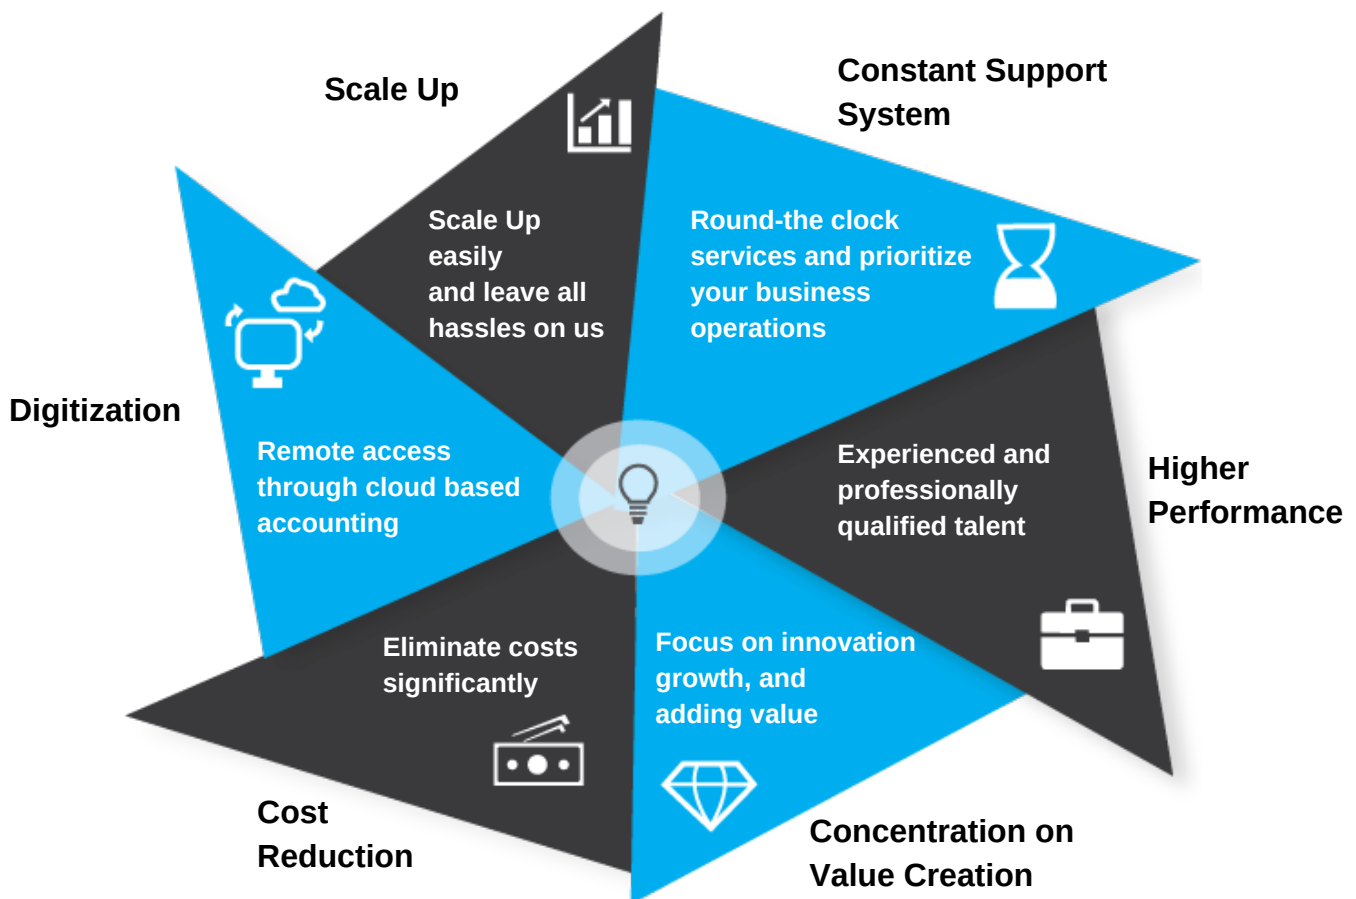 Scale Up
Scale Up
easily
and leave all
hassles on us
Constant Support
System
Round-the clock
services and prioritize
your business
operations
Higher
Performance
Experienced and
professionally
qualified talent
Concentration on
Value Creation
Focus on innovation
growth, and
adding value
Cost
Reduction
Eliminate costs
significantly
Digitization
Remote access
through cloud based
accounting